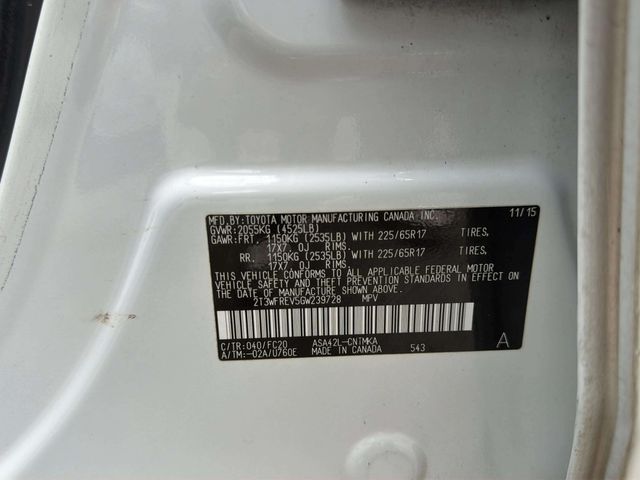 MFD.BY:TOYOTA MOTOR MANUFACTURING CANADA INC. 11/15
GVWR:2055KG (4525LB)
GAWR:FRT. 1150KG (2535LB) WITH 225/65R17 TIRES,
17X7.0J RIMS.
RR. 1150KG (2535LB) WITH 225/65R17 TIRES,
17X7.0J RIMS.
THIS VEHICLE CONFORMS TO ALL APPLICABLE FEDERAL MOTOR
VEHICLE SAFETY AND THEFT PREVENTION STANDARDS IN EFFECT ON
THE DATE OF MANUFACTURE SHOWN ABOVE.
2T3WFREV5GW239728 MPV
C/TR:040/FC20 ASA42L-CNTMKA
A/TM:-02A/U760E MADE IN CANADA 543 A